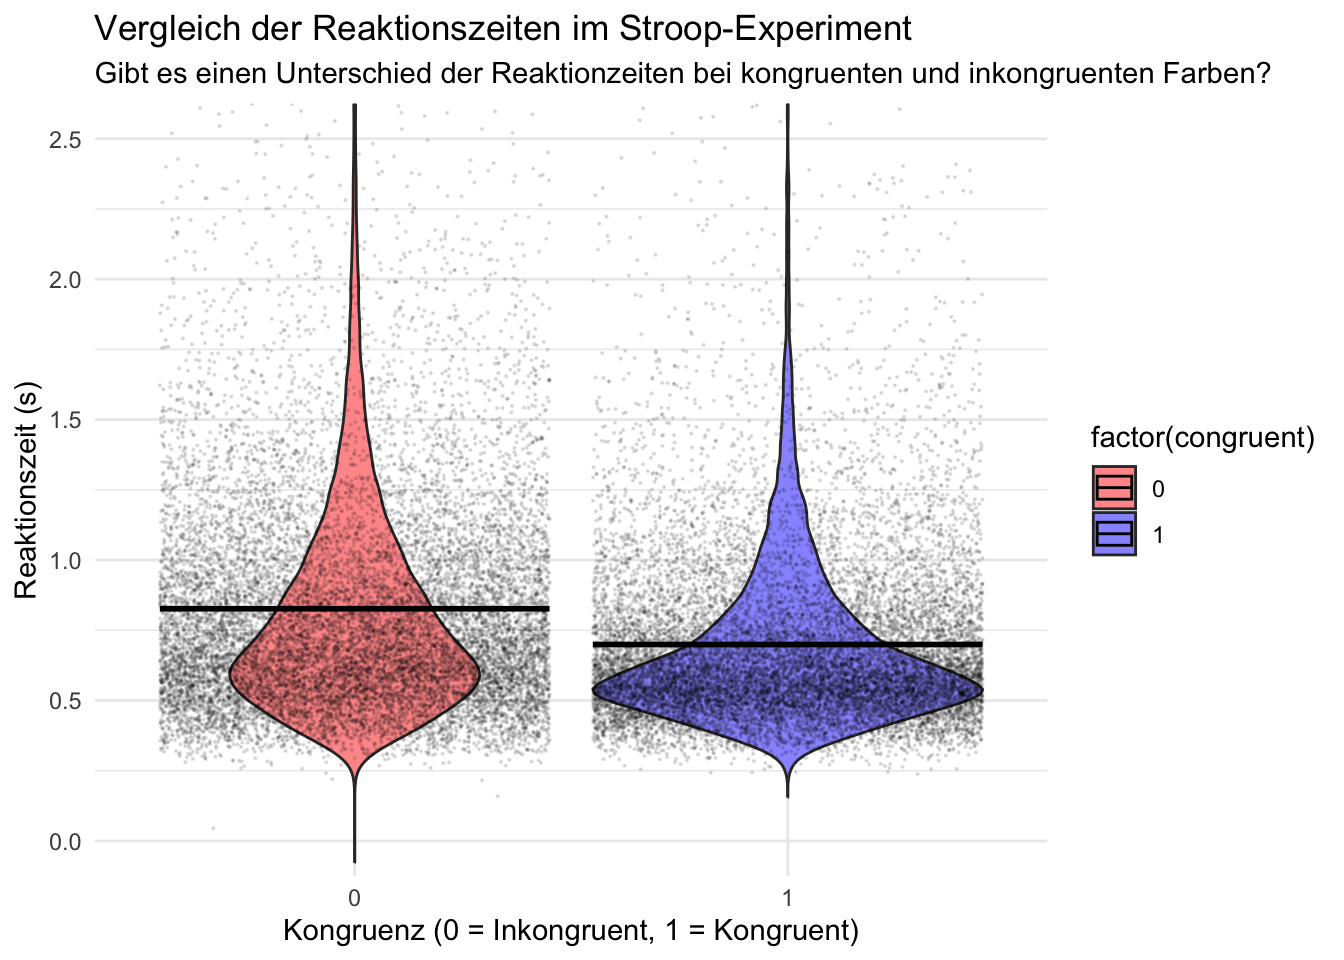 Vergleich der Reaktionszeiten im Stroop-Experiment
Gibt es einen Unterschied der Reaktionzeiten bei kongruenten und inkongruenten Farben?
2.5
2.0
1.5
1.0
0.5
0.0
Reaktionszeit (s)
0
1
Kongruenz (0 = Inkongruent, 1 = Kongruent)
factor(congruent)
0
1